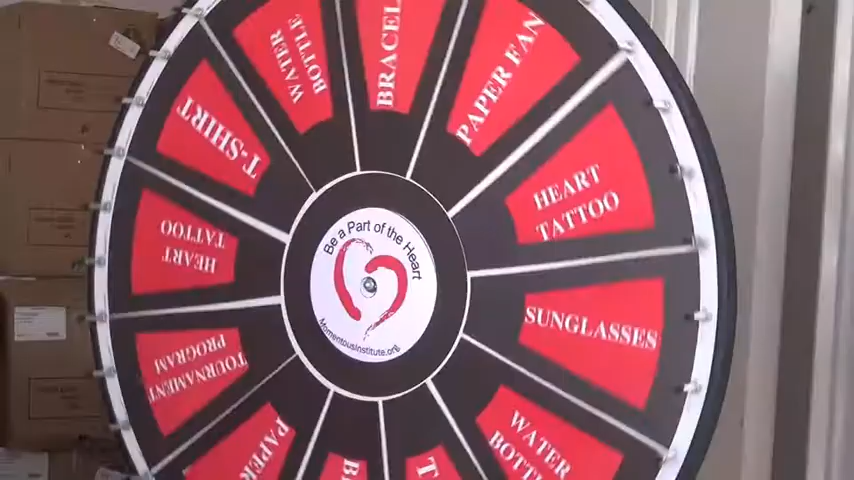 WATER
BOTTLE
PAPER FAN
T-SHIRT
HEART
TATTOO
HEART
TATTOO
Be a Part of the Heart
MomentousInstitute.org
SUNGLASSES
TOURNAMENT
PROGRAM
PAPER
WATER